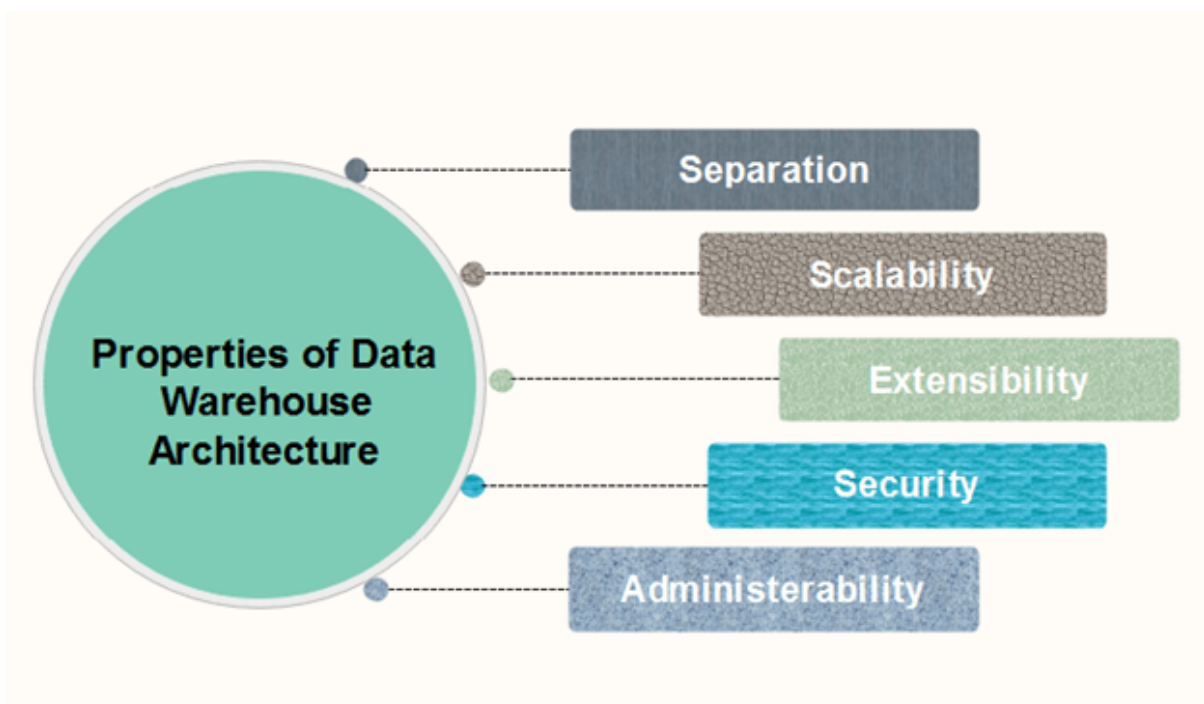 Properties of Data
Warehouse
Architecture
Separation
Scalability
Extensibility
Security
Administerability